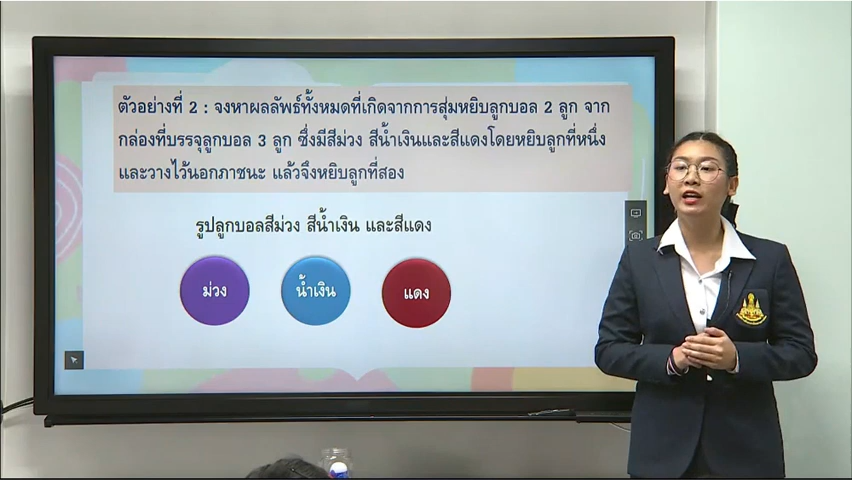 ตัวอย่างที่ 2 : จงหาผลลัพธ์ทั้งหมดที่เกิดจากการสุ่มหยิบลูกบอล 2 ลูก จาก
กล่องที่บรรจุลูกบอล 3 ลูก ซึ่งมีสีม่วง สีน้ำเงินและสีแดงโดยหยิบลูกที่หนึ่ง
และวางไว้นอกภาชนะ แล้วจึงหยิบลูกที่สอง
รูปลูกบอลสีม่วง สีน้ำเงิน และสีแดง
ม่วง น้ำเงิน แดง